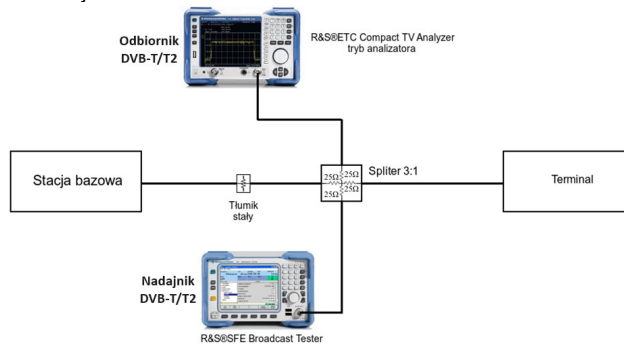 Odbiornik
DVB-T/T2
R&S®ETC Compact TV Analyzer
tryb analizatora
Stacja bazowa
Tłumik
stały
25Ω 25Ω
25Ω 25Ω
Spliter 3:1
Terminal
Nadajnik
DVB-T/T2
R&S®SFE Broadcast Tester